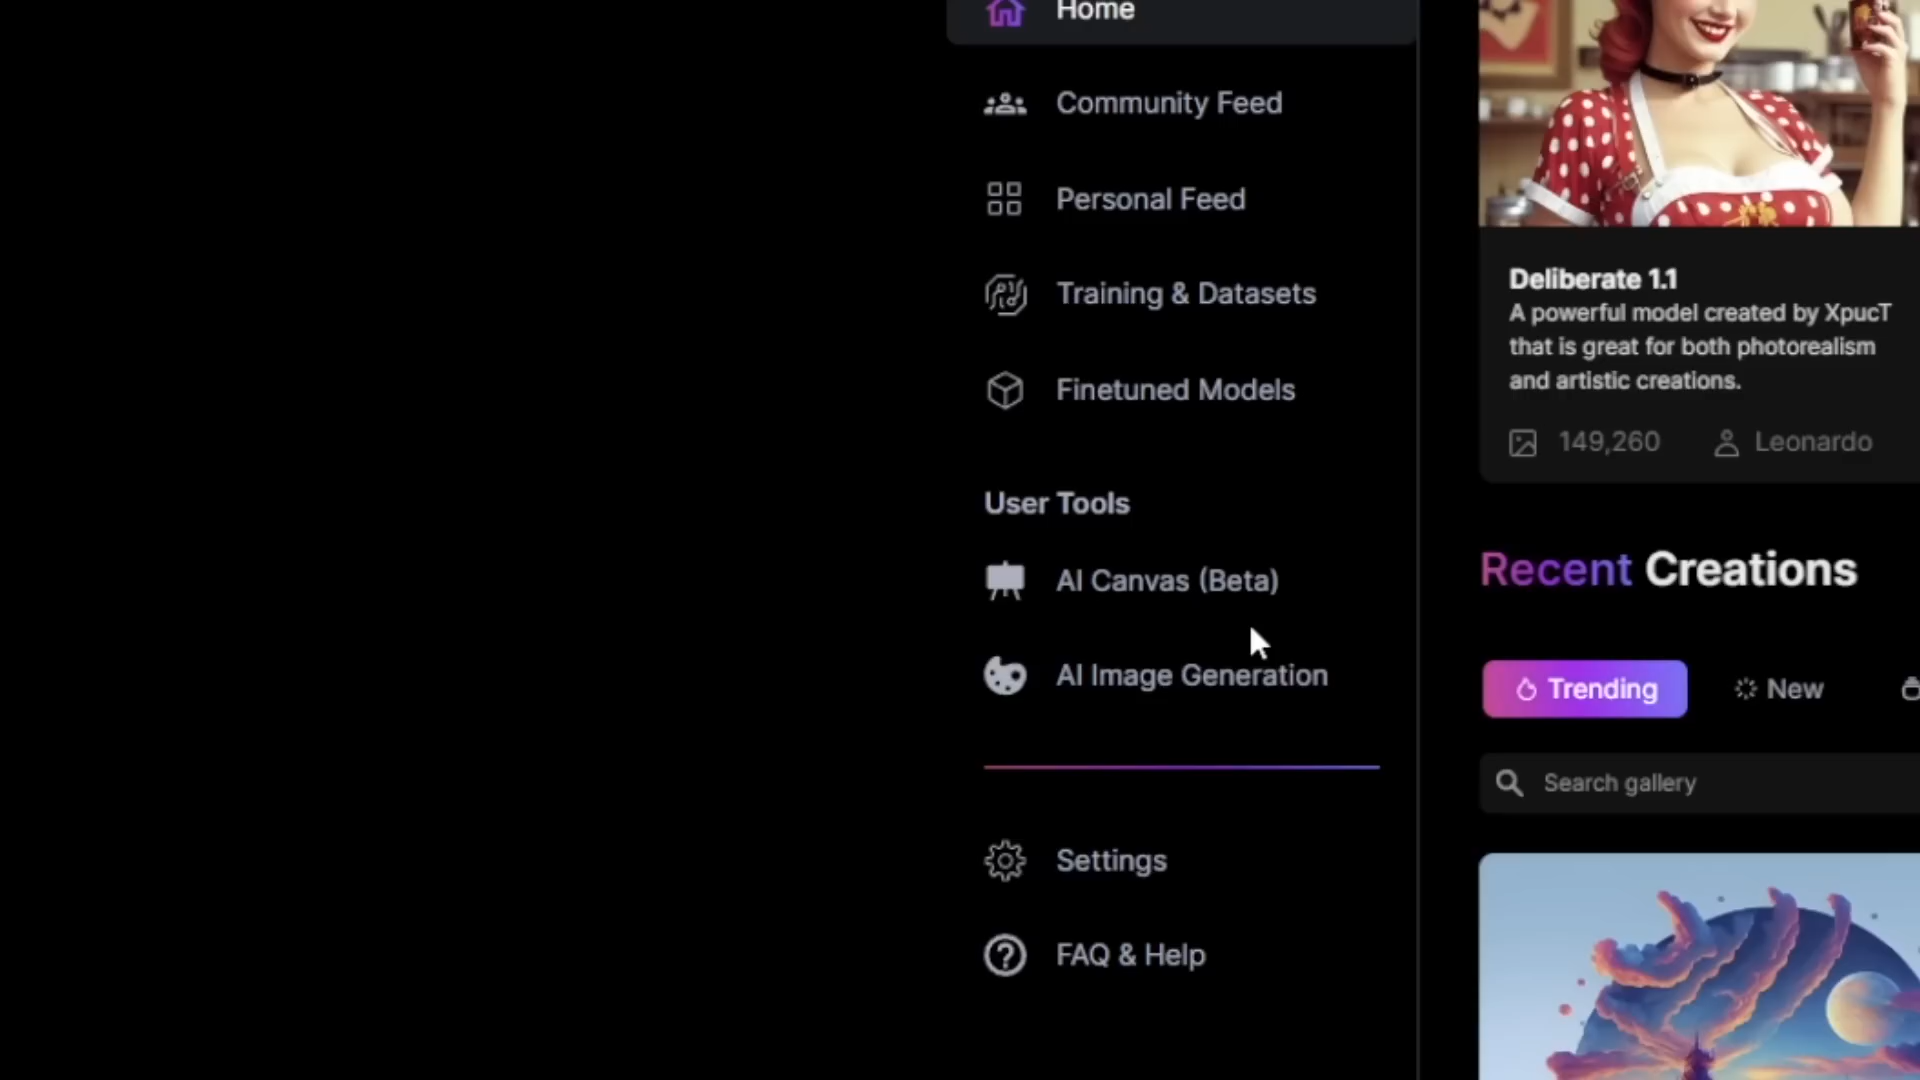 Home
Community Feed
Personal Feed
Training & Datasets
Finetuned Models
User Tools
AI Canvas (Beta)
AI Image Generation
Settings
FAQ & Help
Deliberate 1.1
A powerful model created by XpucT
that is great for both photorealism
and artistic creations.
149,260 Leonardo
Recent Creations
Trending New
Search gallery